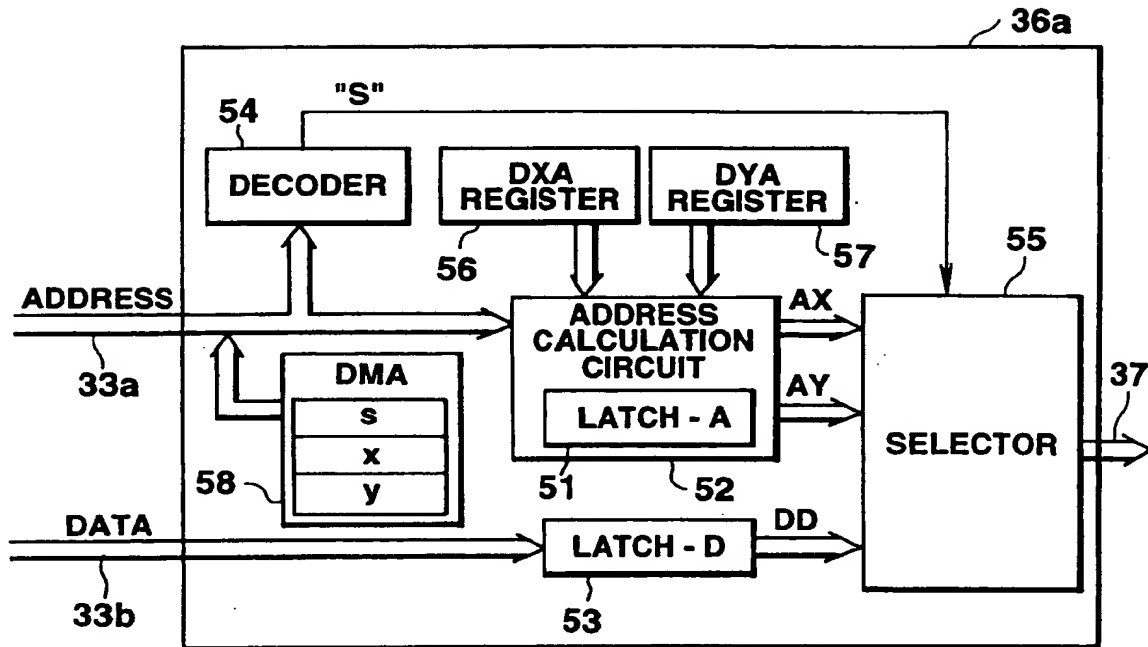 36a
"S"
54
DECODER
DXA
REGISTER
DYA
REGISTER
56
57
55
ADDRESS
33a
ADDRESS
CALCULATION
CIRCUIT
AX
AY
LATCH - A
51
52
DMA
s
x
y
58
SELECTOR
37
DATA
33b
LATCH - D
53
DD